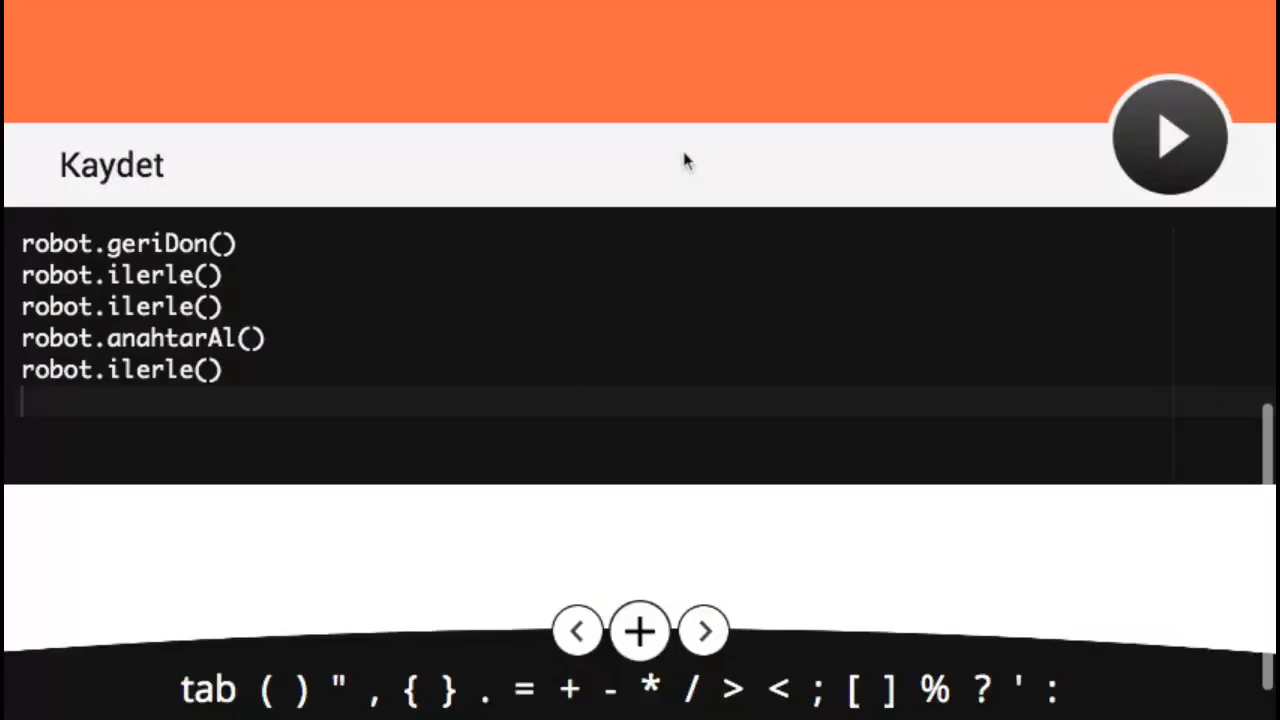 Kaydet
robot.geriDon()
robot.ilerle()
robot.ilerle()
robot.anahtarAl()
robot.ilerle()
tab ( ) " , { } . = + - * / > < ; [ ] % ? ' :